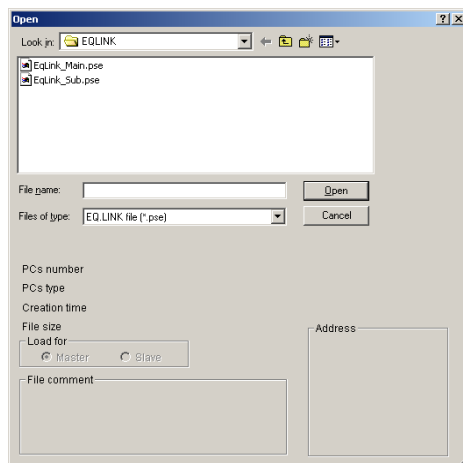 Open
Look in: EQLINK
EqLink_Main.pse
EqLink_Sub.pse
File name: Open
Files of type: EQ.LINK file (*.pse) Cancel
PCs number
PCs type
Creation time
File size
Load for
Master Slave
Address
File comment